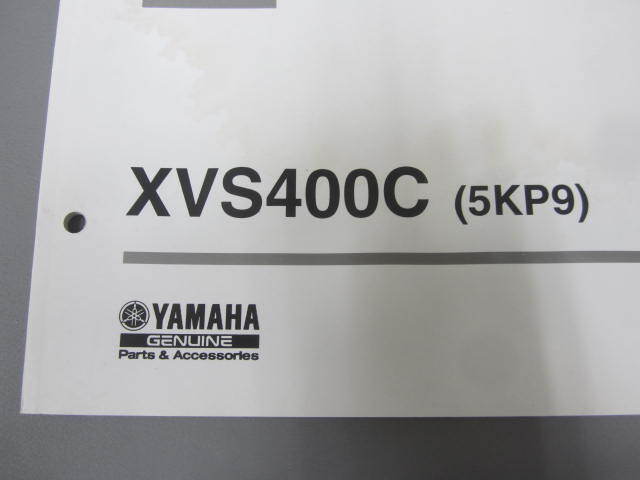 XVS400C (5KP9)
YAMAHA
GENUINE
Parts & Accessories